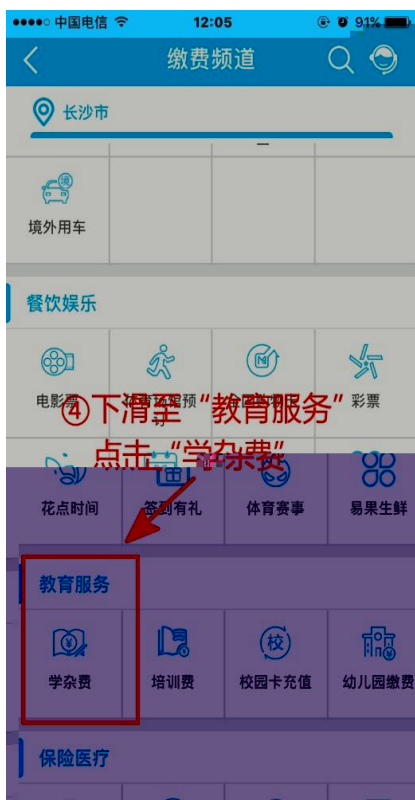 中国电信 12:05 91%
缴费频道
长沙市
境外用车
餐饮娱乐
电影票 彩票
④下滑至“教育服务”
点击“学杂费”
花点时间 签到有礼 体育赛事 易果生鲜
教育服务
学杂费 培训费 校园卡充值 幼儿园缴费
保险医疗